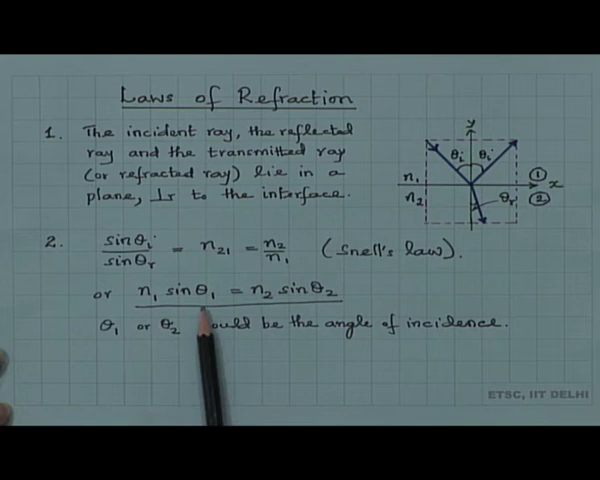 Laws of Refraction
1. The incident ray, the reflected
ray and the transmitted ray
(or refracted ray) lie in a
plane, ⊥r to the interface.
y
θi θi
n1 ① x
n2 θr ②
2. sinθi / sinθr = n21 = n2/n1 (Snell's law).
or n1 sinθ1 = n2 sinθ2
θ1 or θ2 ould be the angle of incidence.
ETSC, IIT DELHI